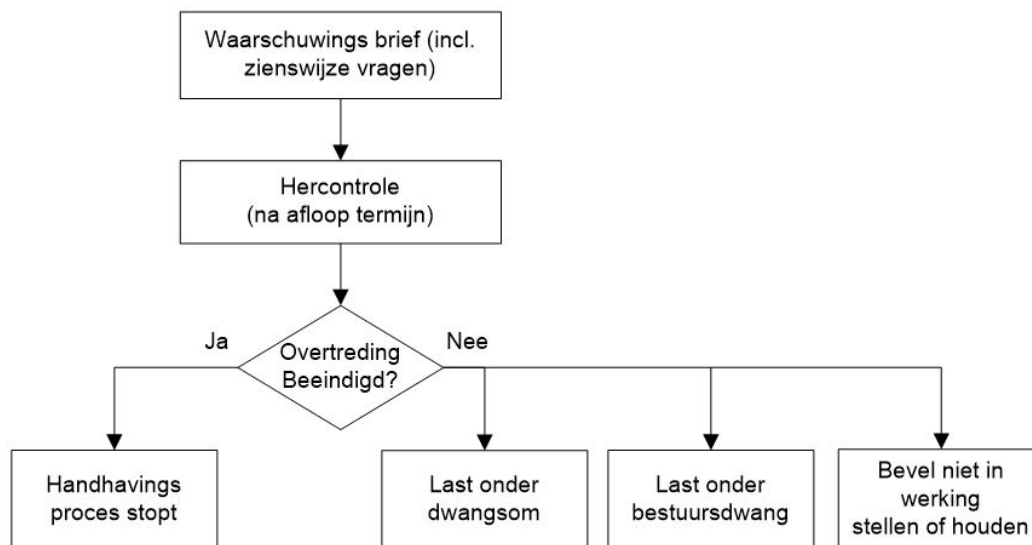 Waarschuwings brief (incl.
zienswijze vragen)
Hercontrole
(na afloop termijn)
Ja
Overtreding
Beeindigd?
Nee
Handhavings
proces stopt
Last onder
dwangsom
Last onder
bestuursdwang
Bevel niet in
werking
stellen of houden